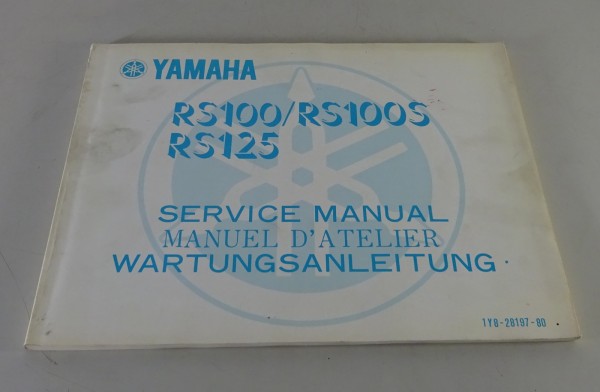 YAMAHA
RS100/RS100S
RS125
SERVICE MANUAL
MANUEL D'ATELIER
WARTUNGSANLEITUNG
1Y8-28197-80